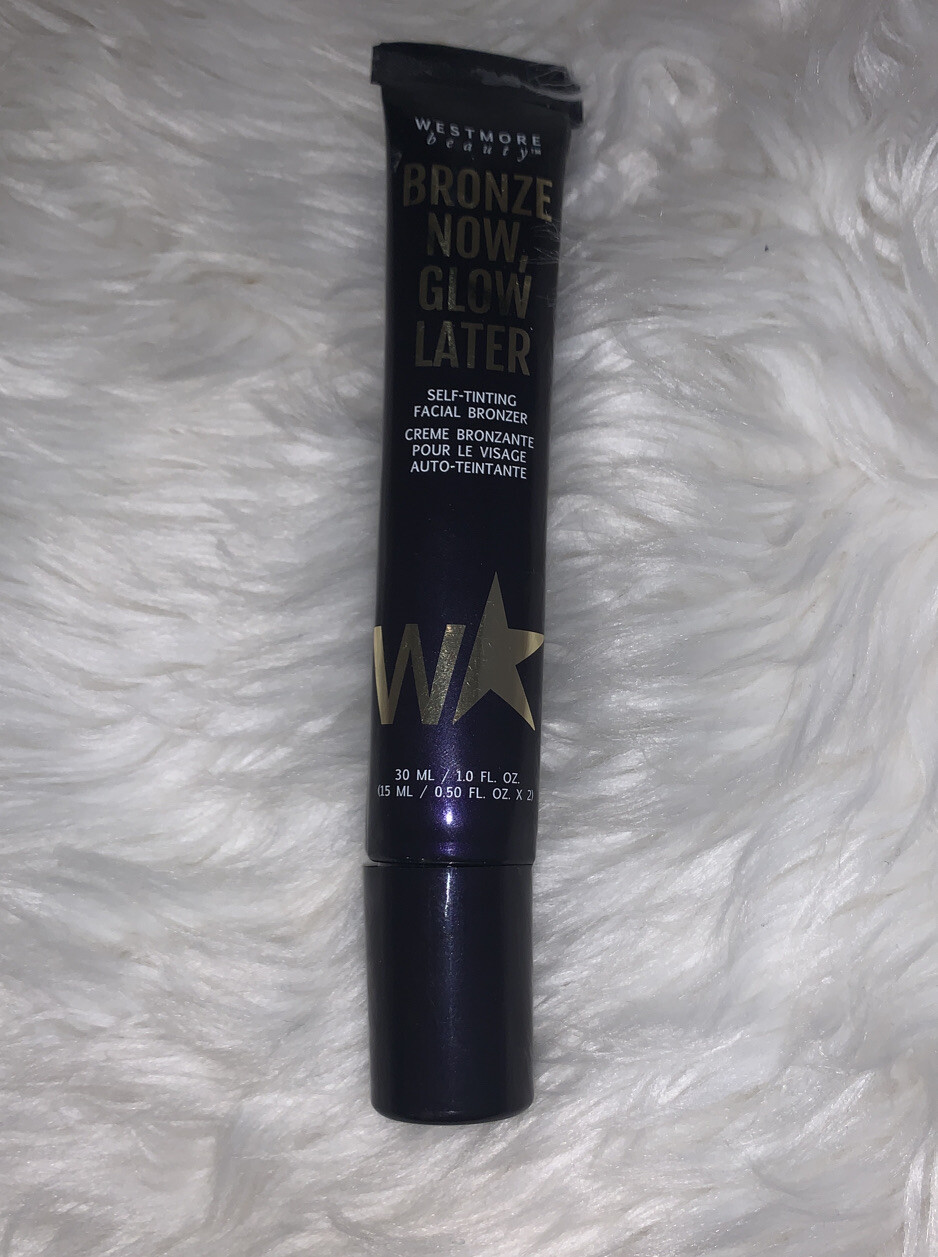 WESTMORE
beauty™
BRONZE
NOW,
GLOW
LATER
SELF-TINTING
FACIAL BRONZER
CREME BRONZANTE
POUR LE VISAGE
AUTO-TEINTANTE
W
30 ML / 1.0 FL. OZ.
(15 ML / 0.50 FL. OZ. X 2)